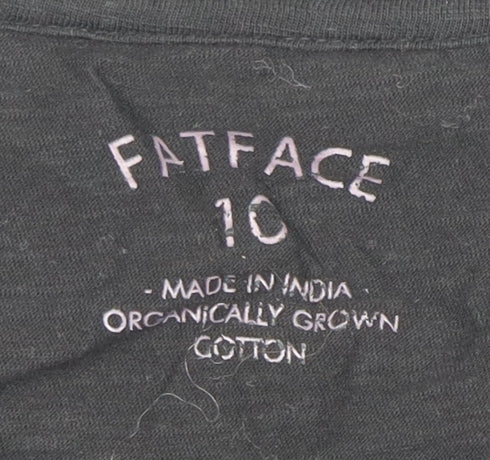 FATFACE
10
- MADE IN INDIA -
ORGANICALLY GROWN
COTTON